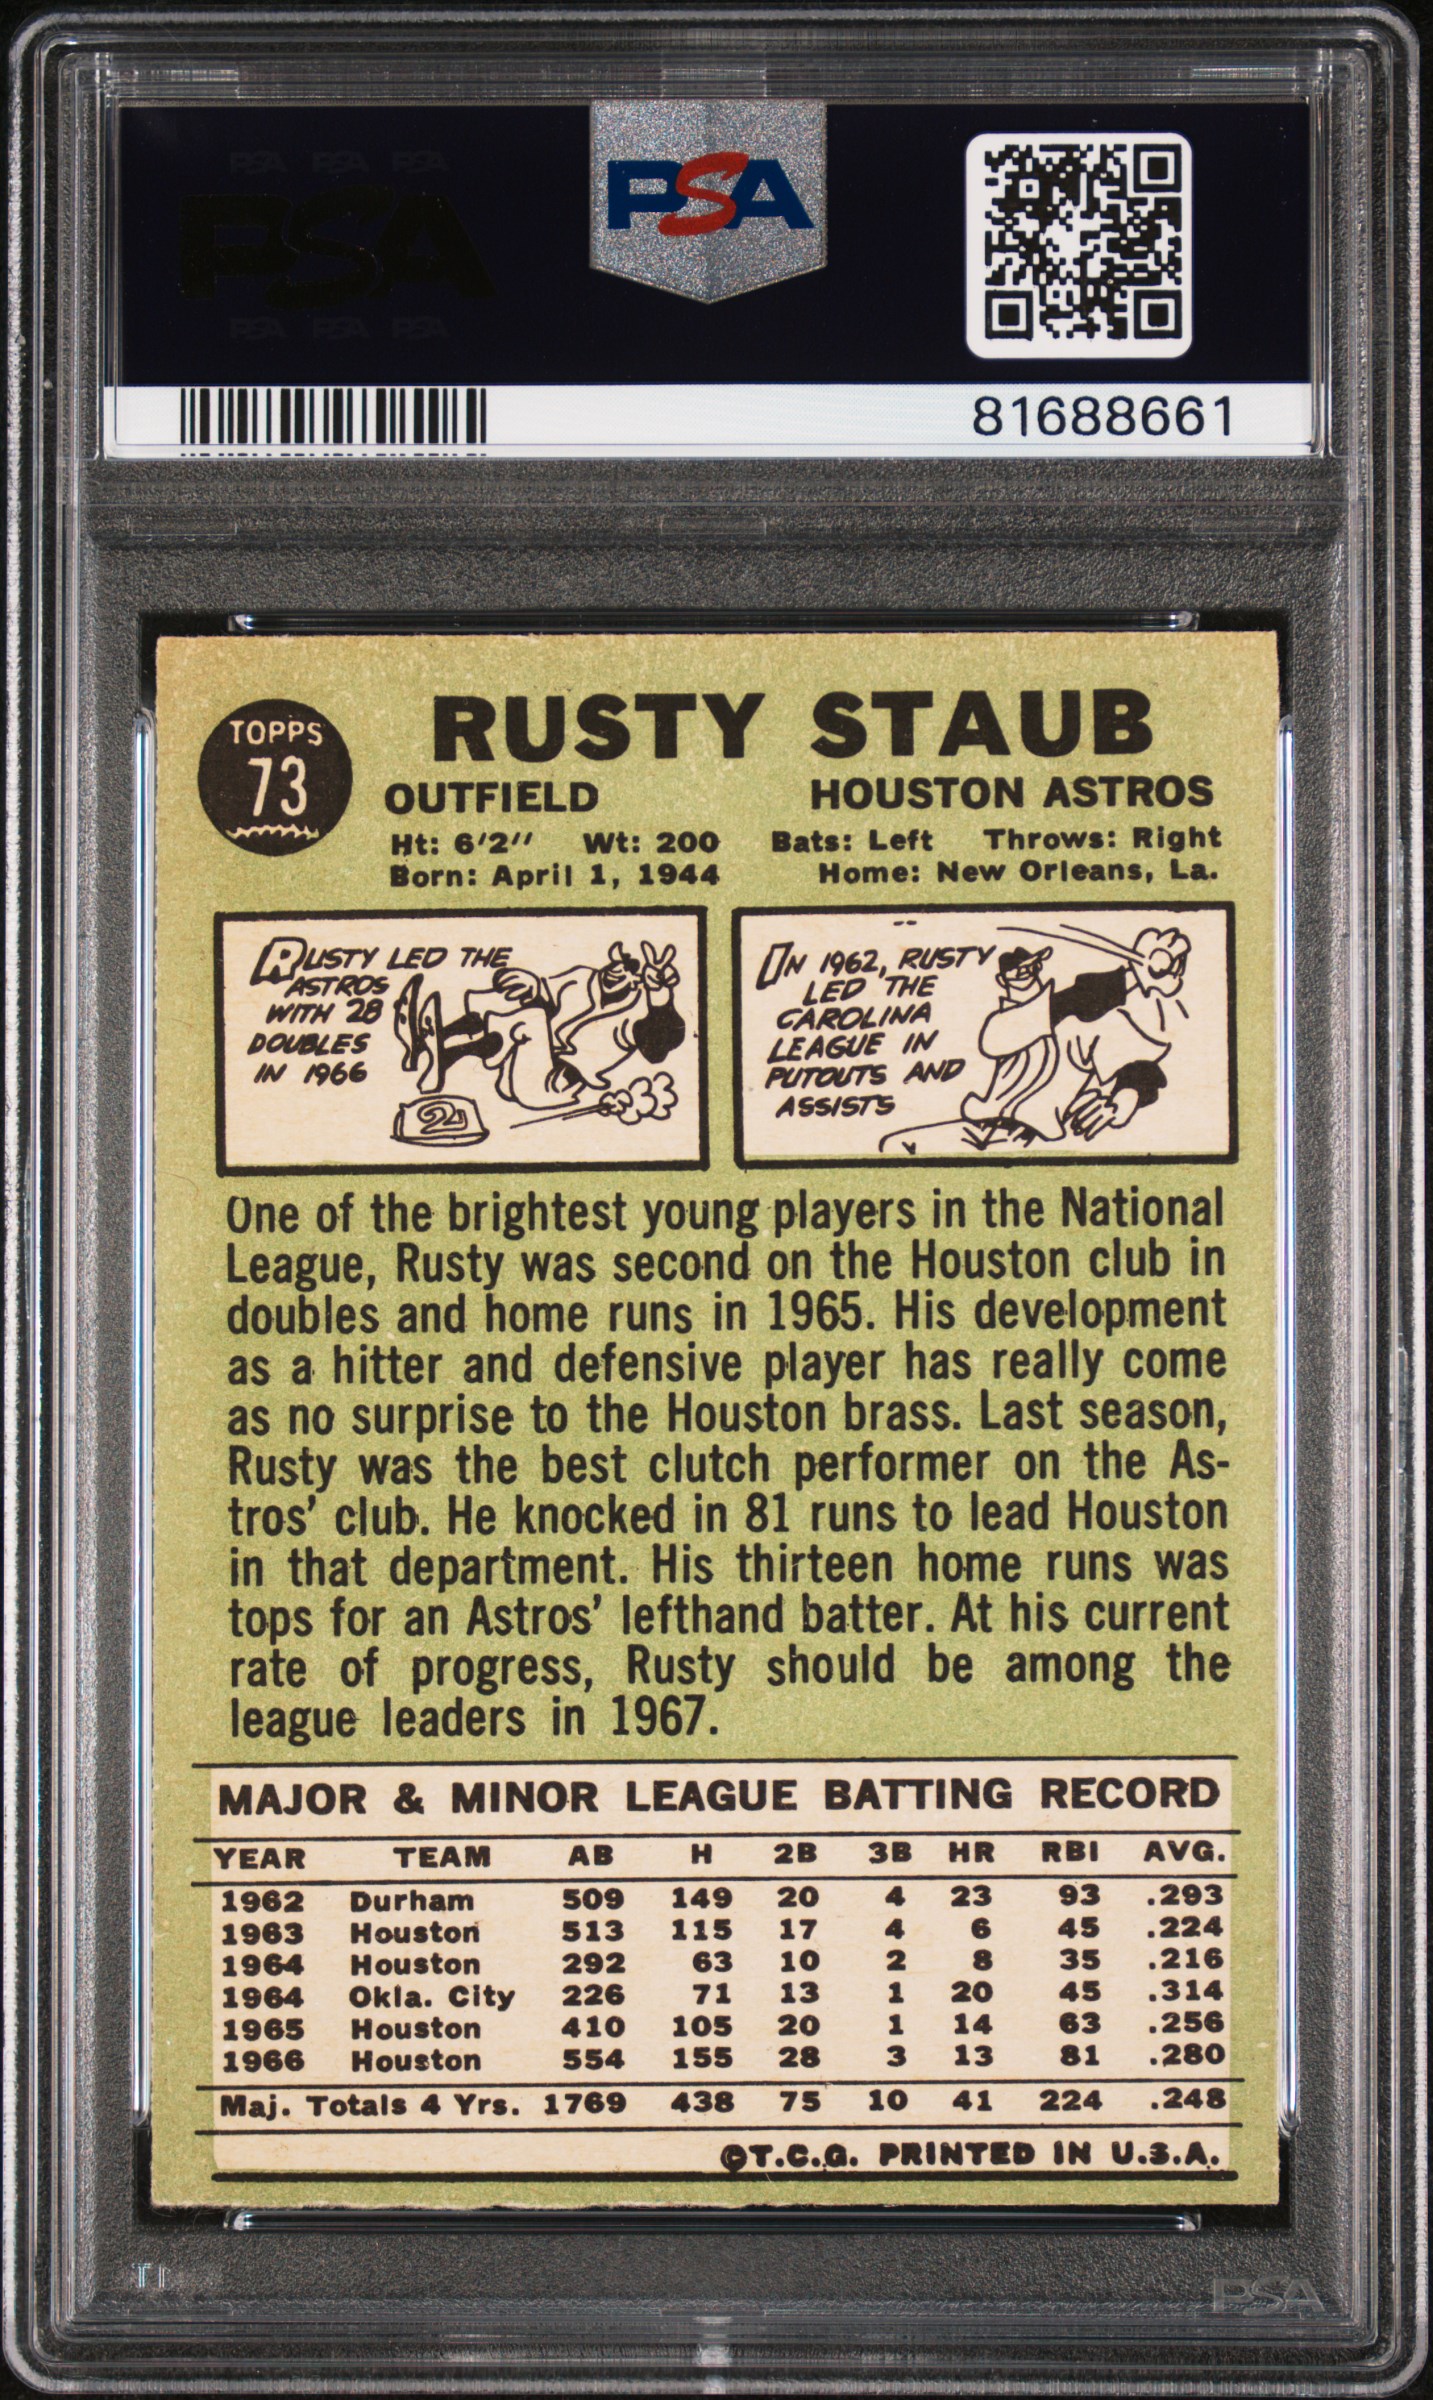 PSA PSA PSA
PSA
PSA PSA PSA
PSA
81688661
TOPPS
73
RUSTY STAUB
OUTFIELD HOUSTON ASTROS
Ht: 6'2" Wt: 200 Bats: Left Throws: Right
Born: April 1, 1944 Home: New Orleans, La.
RUSTY LED THE
ASTROS
WITH 28
DOUBLES
IN 1966
2
IN 1962, RUSTY
LED THE
CAROLINA
LEAGUE IN
PUTOUTS AND
ASSISTS
One of the brightest young players in the National
League, Rusty was second on the Houston club in
doubles and home runs in 1965. His development
as a hitter and defensive player has really come
as no surprise to the Houston brass. Last season,
Rusty was the best clutch performer on the As-
tros' club. He knocked in 81 runs to lead Houston
in that department. His thirteen home runs was
tops for an Astros' lefthand batter. At his current
rate of progress, Rusty should be among the
league leaders in 1967.
MAJOR & MINOR LEAGUE BATTING RECORD
YEAR TEAM AB H 2B 3B HR RBI AVG.
1962 Durham 509 149 20 4 23 93 .293
1963 Houston 513 115 17 4 6 45 .224
1964 Houston 292 63 10 2 8 35 .216
1964 Okla. City 226 71 13 1 20 45 .314
1965 Houston 410 105 20 1 14 63 .256
1966 Houston 554 155 28 3 13 81 .280
Maj. Totals 4 Yrs. 1769 438 75 10 41 224 .248
©T.C.G. PRINTED IN U.S.A.
PSA